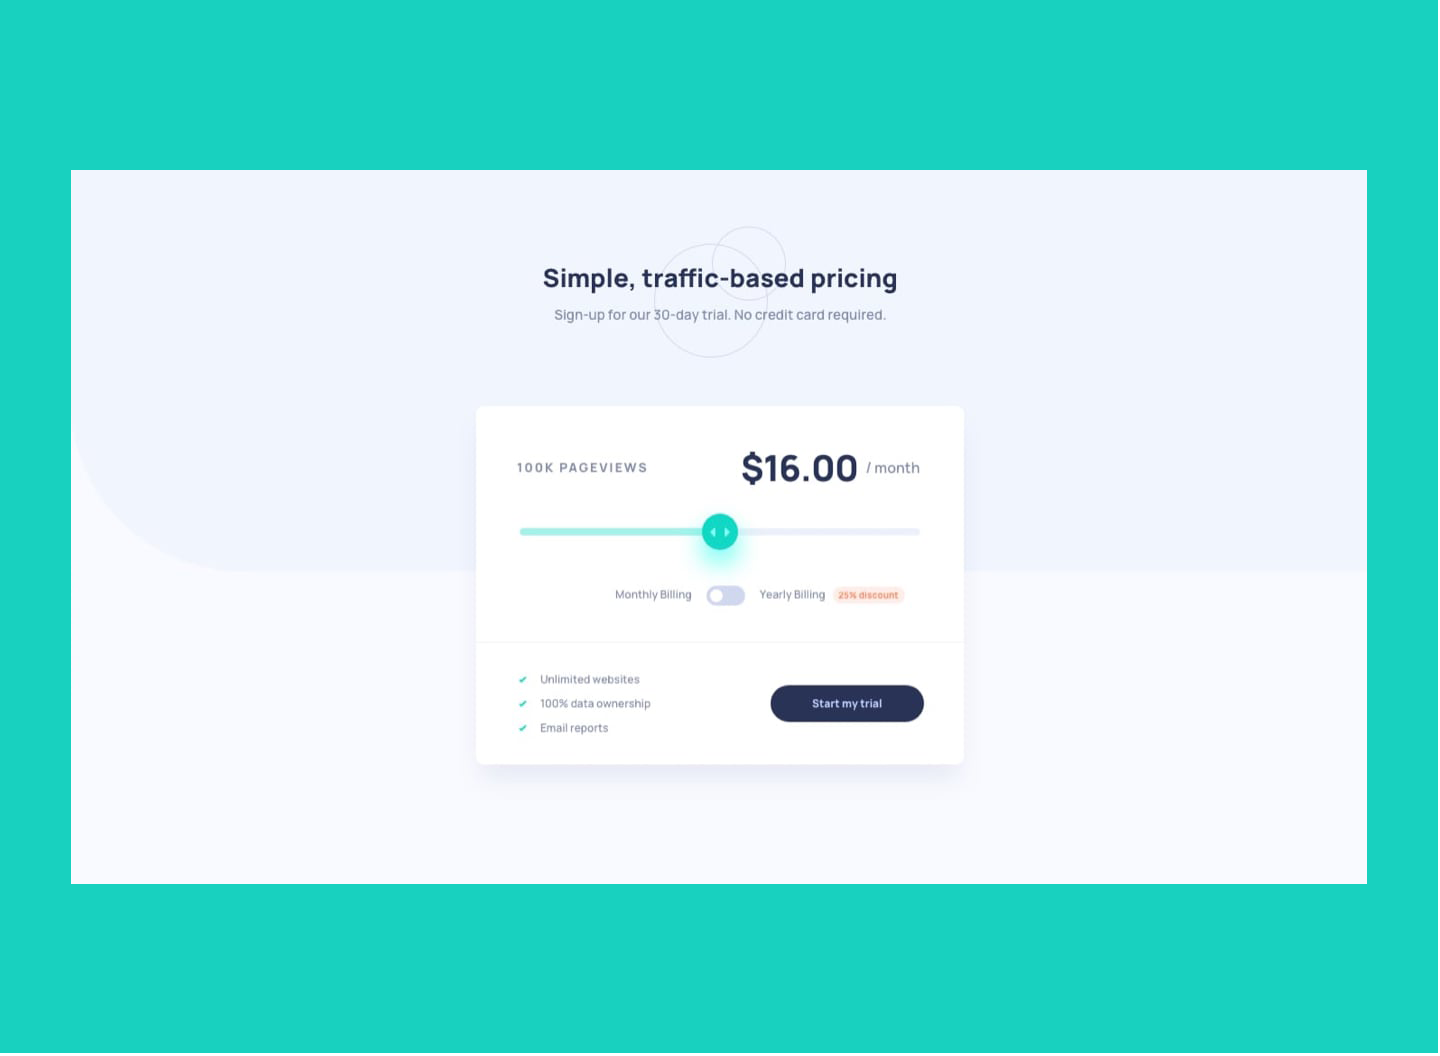 Simple, traffic-based pricing
Sign-up for our 30-day trial. No credit card required.
100K PAGEVIEWS
$16.00 / month
Monthly Billing
Yearly Billing
25% discount
Unlimited websites
100% data ownership
Email reports
Start my trial